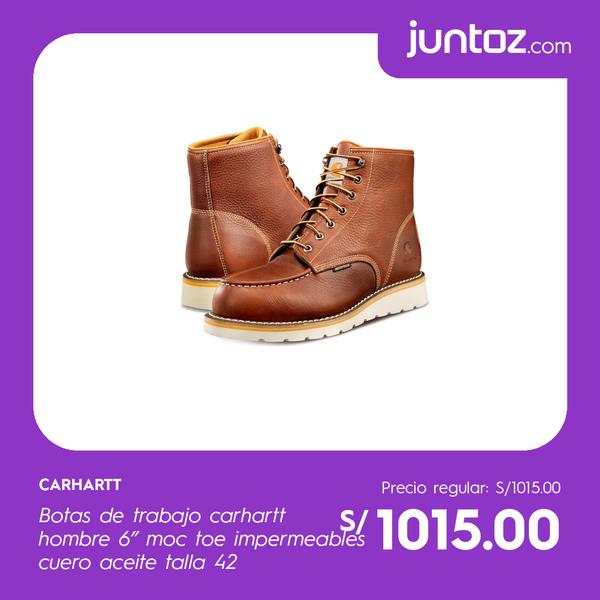 juntoz.com
CARHARTT
Botas de trabajo carhartt
hombre 6” moc toe impermeables
cuero aceite talla 42
Precio regular: S/1015.00
S/ 1015.00